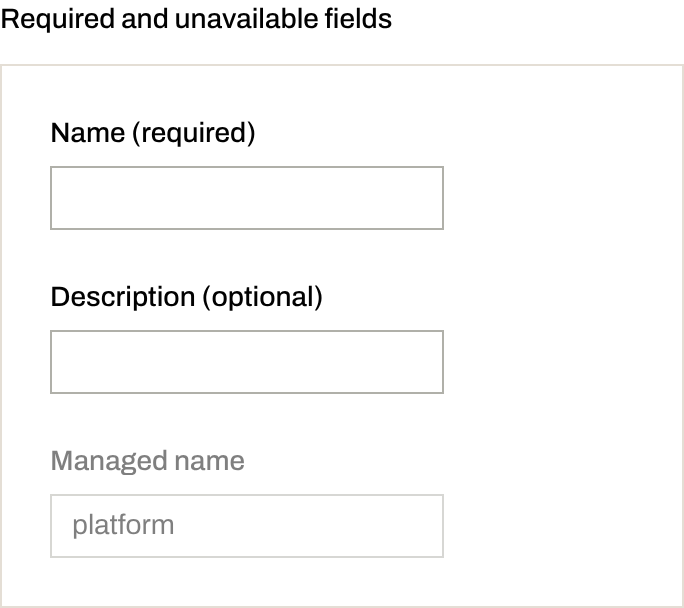 Required and unavailable fields
Name (required)
Description (optional)
Managed name
platform